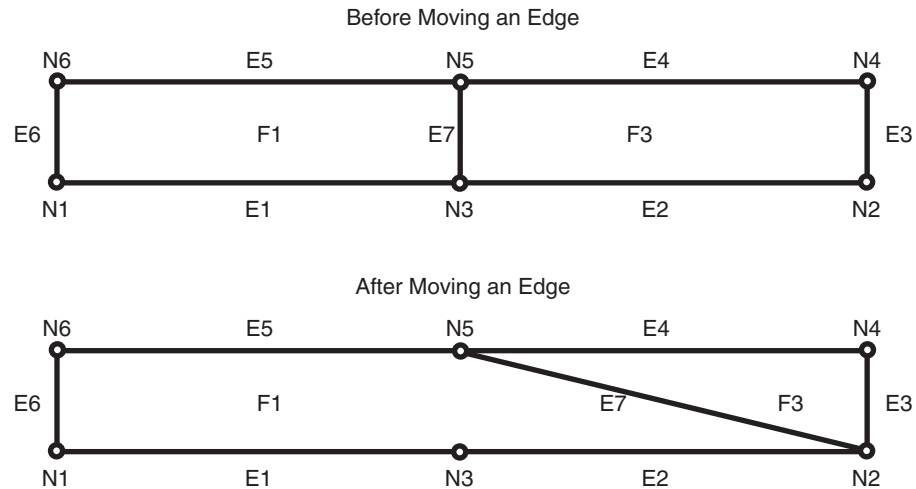 Before Moving an Edge
N6 E5 N5 E4 N4
E6 F1 E7 F3 E3
N1 E1 N3 E2 N2
After Moving an Edge
N6 E5 N5 E4 N4
E6 F1 E7 F3 E3
N1 E1 N3 E2 N2